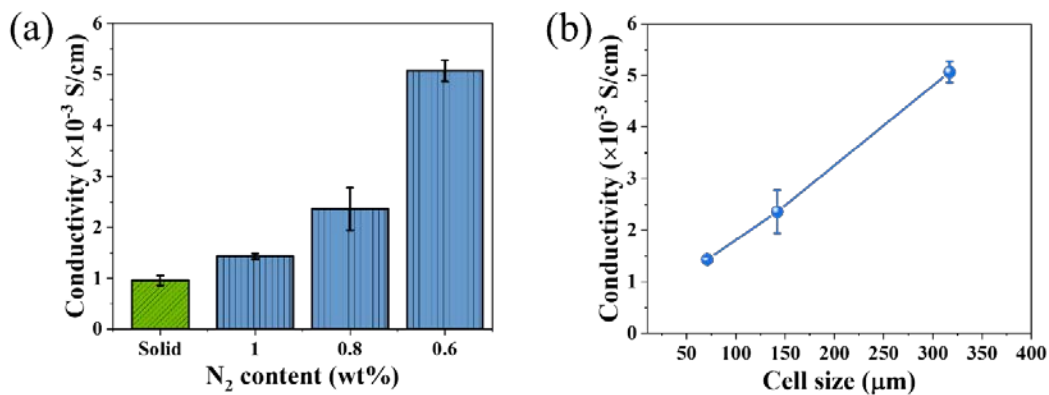 (a)
Conductivity (×10⁻³ S/cm)
6
5
4
3
2
1
0
Solid 1 0.8 0.6
N₂ content (wt%)
(b)
Conductivity (×10⁻³ S/cm)
6
5
4
3
2
1
0
50 100 150 200 250 300 350 400
Cell size (μm)